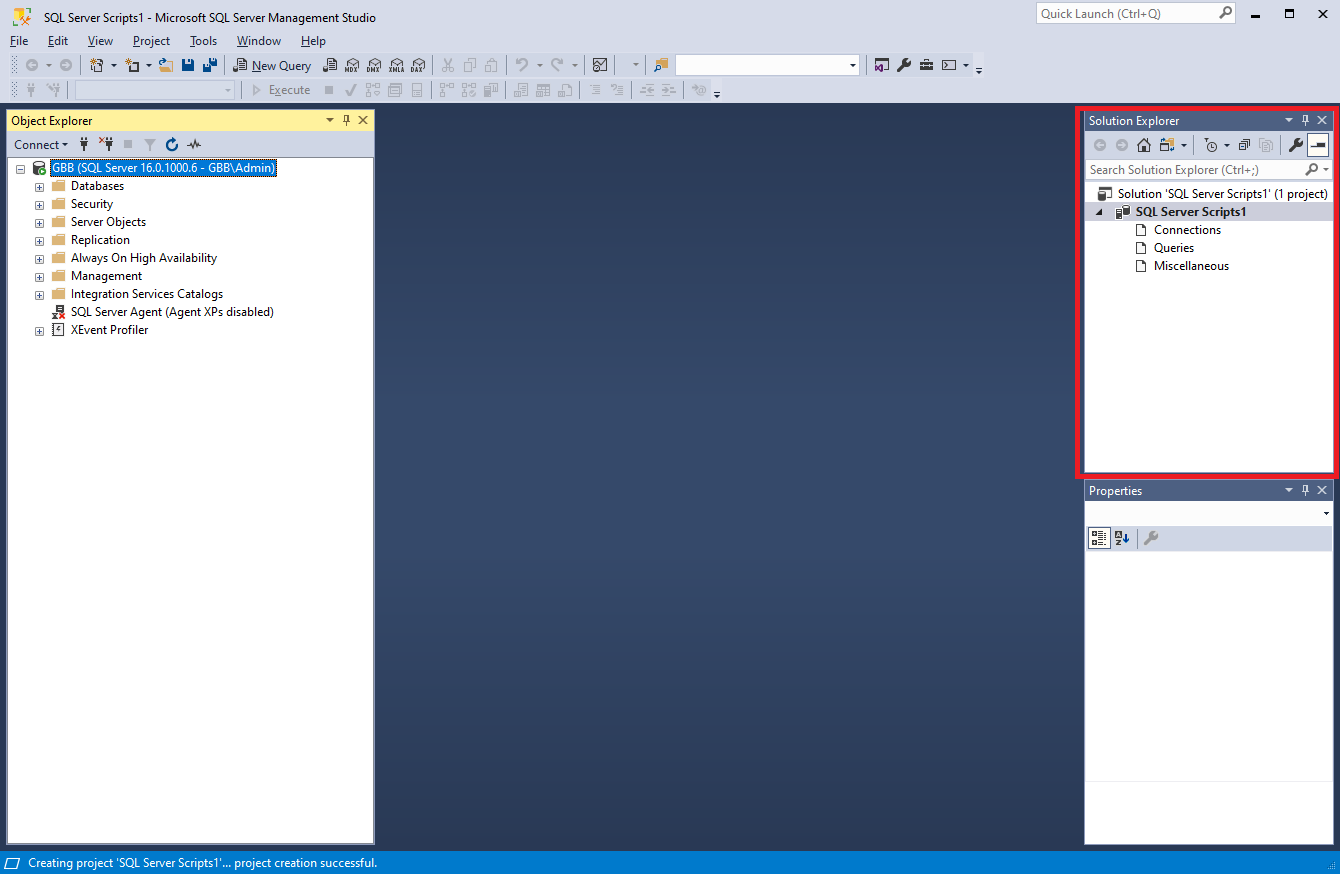 SQL Server Scripts1 - Microsoft SQL Server Management Studio
Quick Launch (Ctrl+Q)
File Edit View Project Tools Window Help
New Query MDX DMX XMLA DAX
Execute
Object Explorer
Connect
GBB (SQL Server 16.0.1000.6 - GBB\Admin)
Databases
Security
Server Objects
Replication
Always On High Availability
Management
Integration Services Catalogs
SQL Server Agent (Agent XPs disabled)
XEvent Profiler
Solution Explorer
Search Solution Explorer (Ctrl+;)
Solution 'SQL Server Scripts1' (1 project)
SQL Server Scripts1
Connections
Queries
Miscellaneous
Properties
Creating project 'SQL Server Scripts1'... project creation successful.